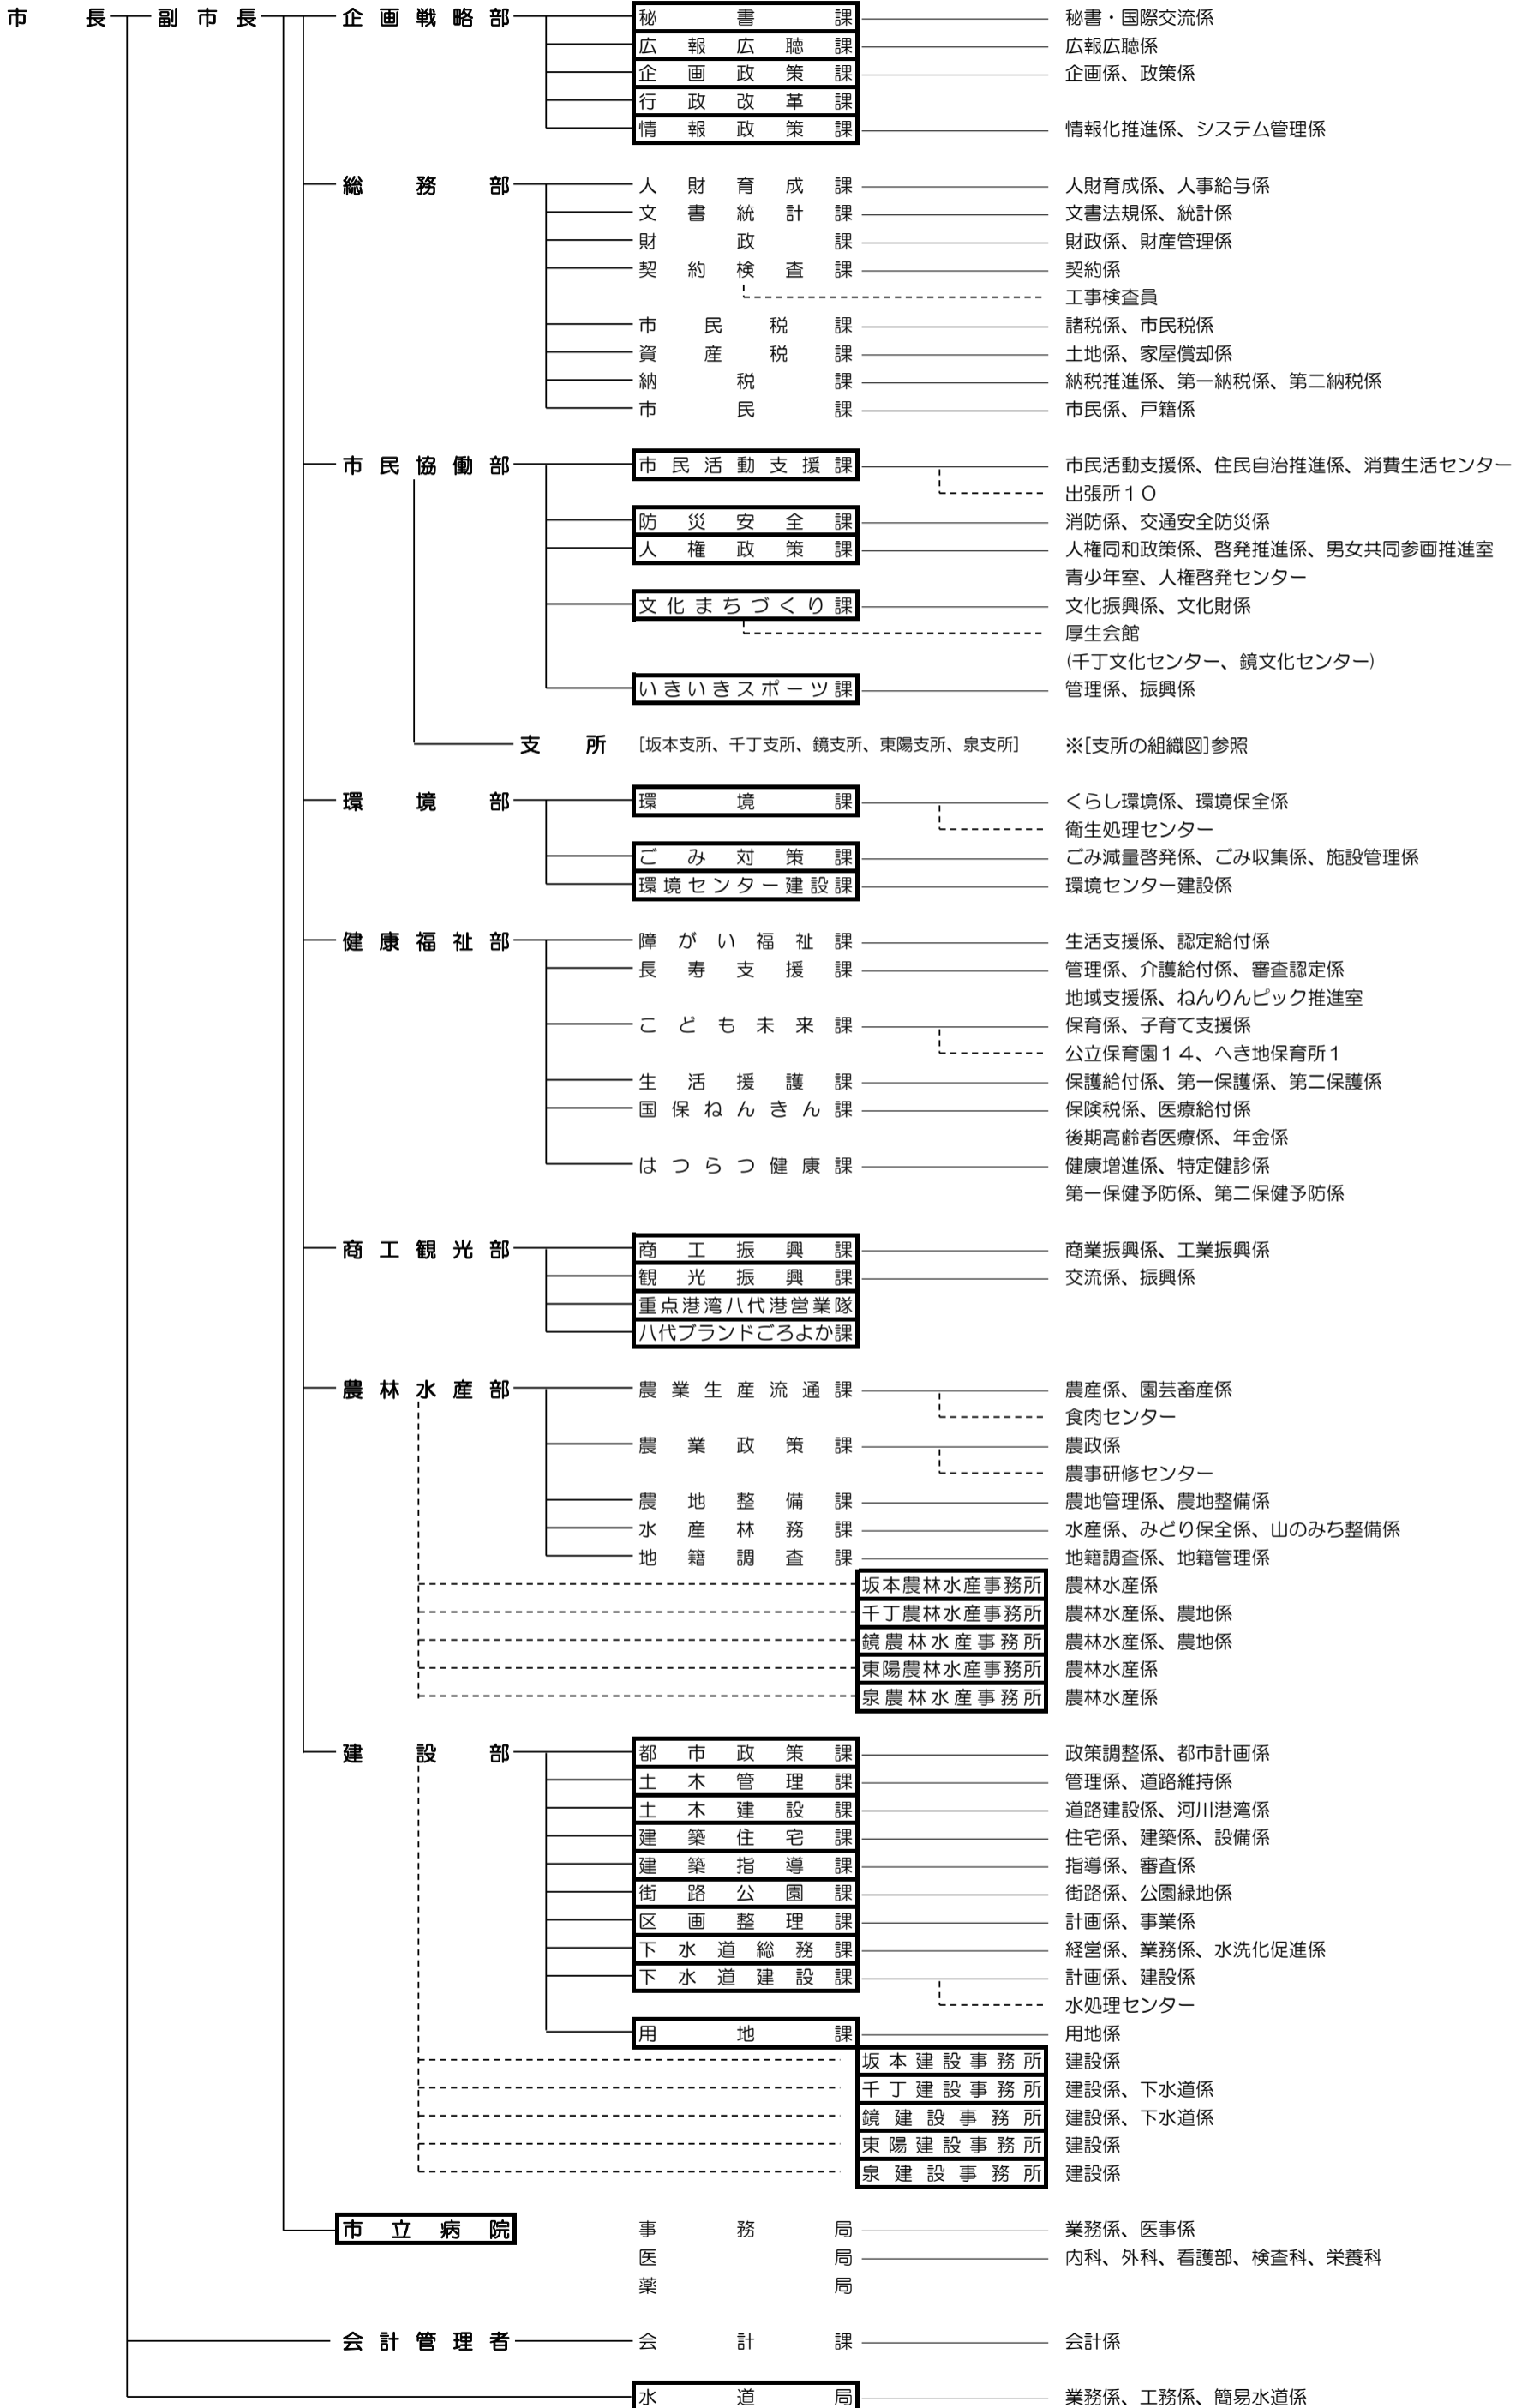 市長 副市長 企画戦略部 秘書課 秘書・国際交流係
広報広聴課 広報広聴係
企画政策課 企画係、政策係
行政改革課
情報政策課 情報化推進係、システム管理係
総務部 人財育成課 人財育成係、人事給与係
文書統計課 文書法規係、統計係
財政課 財政係、財産管理係
契約検査課 契約係
工事検査員
市民税課 諸税係、市民税係
資産税課 土地係、家屋償却係
納税課 納税推進係、第一納税係、第二納税係
市民課 市民係、戸籍係
市民協働部 市民活動支援課 市民活動支援係、住民自治推進係、消費生活センター
出張所１０
防災安全課 消防係、交通安全防災係
人権政策課 人権同和政策係、啓発推進係、男女共同参画推進室
青少年室、人権啓発センター
文化まちづくり課 文化振興係、文化財係
厚生会館
(千丁文化センター、鏡文化センター)
いきいきスポーツ課 管理係、振興係
支所 [坂本支所、千丁支所、鏡支所、東陽支所、泉支所] ※[支所の組織図]参照
環境部 環境課 くらし環境係、環境保全係
衛生処理センター
ごみ対策課 ごみ減量啓発係、ごみ収集係、施設管理係
環境センター建設課 環境センター建設係
健康福祉部 障がい福祉課 生活支援係、認定給付係
長寿支援課 管理係、介護給付係、審査認定係
地域支援係、ねんりんピック推進室
こども未来課 保育係、子育て支援係
公立保育園１４、へき地保育所１
生活援護課 保護給付係、第一保護係、第二保護係
国保ねんきん課 保険税係、医療給付係
後期高齢者医療係、年金係
はつらつ健康課 健康増進係、特定健診係
第一保健予防係、第二保健予防係
商工観光部 商工振興課 商業振興係、工業振興係
観光振興課 交流係、振興係
重点港湾八代港営業隊
八代ブランドごろよか課
農林水産部 農業生産流通課 農産係、園芸畜産係
食肉センター
農業政策課 農政係
農事研修センター
農地整備課 農地管理係、農地整備係
水産林務課 水産係、みどり保全係、山のみち整備係
地籍調査課 地籍調査係、地籍管理係
坂本農林水産事務所 農林水産係
千丁農林水産事務所 農林水産係、農地係
鏡農林水産事務所 農林水産係、農地係
東陽農林水産事務所 農林水産係
泉農林水産事務所 農林水産係
建設部 都市政策課 政策調整係、都市計画係
土木管理課 管理係、道路維持係
土木建設課 道路建設係、河川港湾係
建築住宅課 住宅係、建築係、設備係
建築指導課 指導係、審査係
街路公園課 街路係、公園緑地係
区画整理課 計画係、事業係
下水道総務課 経営係、業務係、水洗化促進係
下水道建設課 計画係、建設係
水処理センター
用地課 用地係
坂本建設事務所 建設係
千丁建設事務所 建設係、下水道係
鏡建設事務所 建設係、下水道係
東陽建設事務所 建設係
泉建設事務所 建設係
市立病院 事務局 業務係、医事係
医局 内科、外科、看護部、検査科、栄養科
薬局
会計管理者 会計課 会計係
水道局 業務係、工務係、簡易水道係